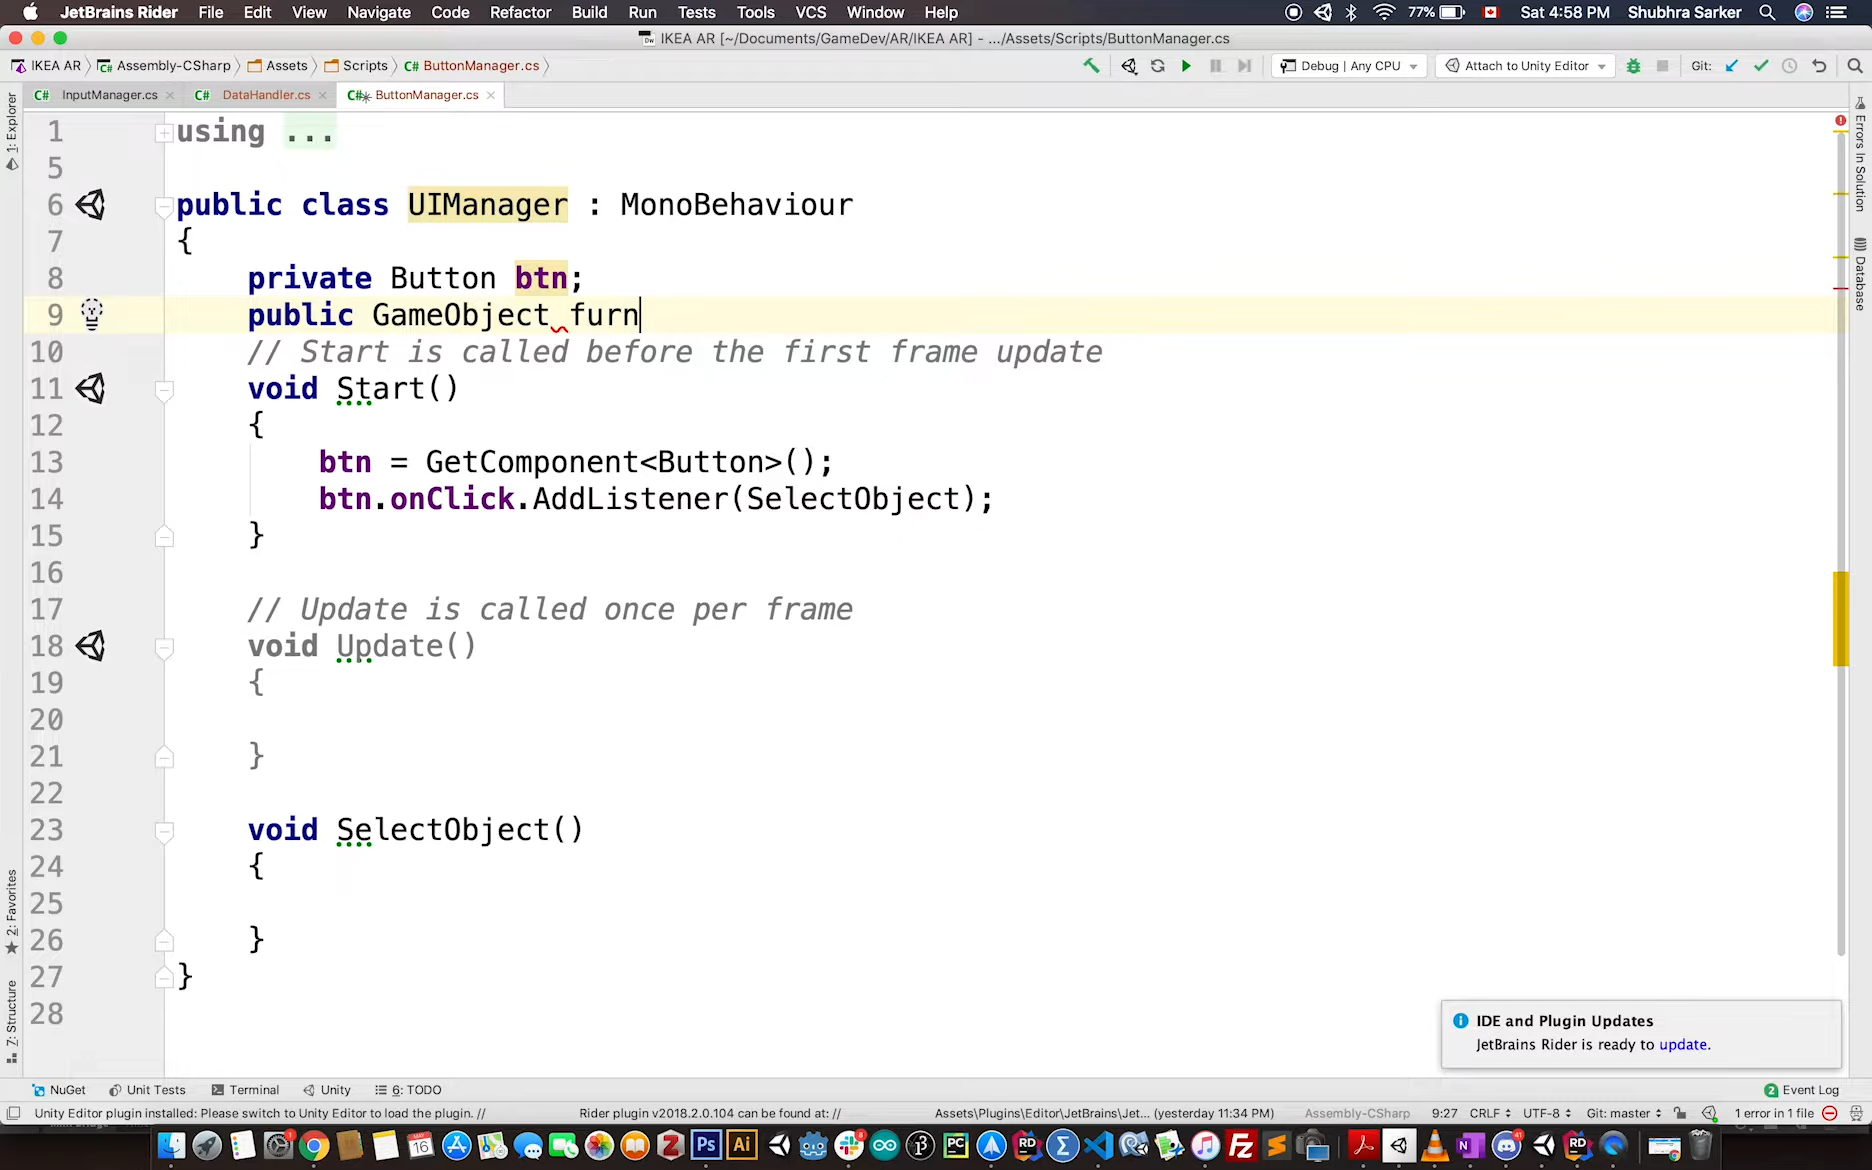 JetBrains Rider File Edit View Navigate Code Refactor Build Run Tests Tools VCS Window Help 77% Sat 4:58 PM Shubhra Sarker
IKEA AR [~/Documents/GameDev/AR/IKEA AR] - .../Assets/Scripts/ButtonManager.cs
IKEA AR Assembly-CSharp Assets Scripts C# ButtonManager.cs Debug | Any CPU Attach to Unity Editor Git:
C# InputManager.cs C# DataHandler.cs C# ButtonManager.cs
1: Explorer
Errors In Solution
Database
1 using ...
5
6 public class UIManager : MonoBehaviour
7 {
8 private Button btn;
9 public GameObject furn
10 // Start is called before the first frame update
11 void Start()
12 {
13 btn = GetComponent<Button>();
14 btn.onClick.AddListener(SelectObject);
15 }
16
17 // Update is called once per frame
18 void Update()
19 {
20
21 }
22
23 void SelectObject()
24 {
25
26 }
27 }
28
2: Favorites
Z: Structure
IDE and Plugin Updates
JetBrains Rider is ready to update.
NuGet Unit Tests Terminal Unity 6: TODO 2 Event Log
Unity Editor plugin installed: Please switch to Unity Editor to load the plugin. // Rider plugin v2018.2.0.104 can be found at: // Assets\Plugins\Editor\JetBrains\Jet... (yesterday 11:34 PM) Assembly-CSharp 9:27 CRLF UTF-8 Git: master 1 error in 1 file
Ps Ai PC RD Fz N RD